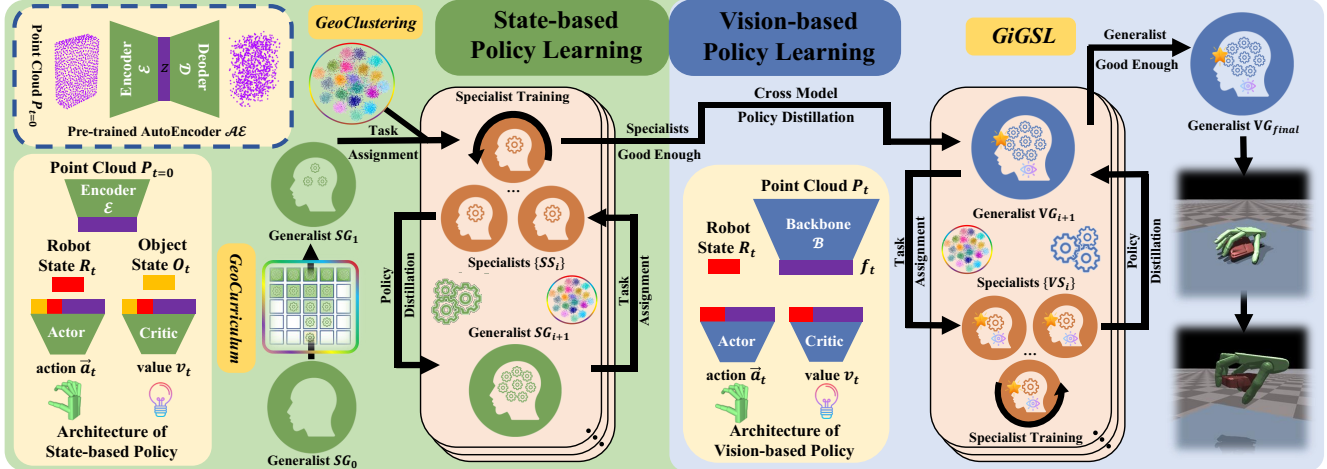 Point Cloud P_{t=0}
Encoder
ℰ
z
Deoder
𝒟
Pre-trained AutoEncoder 𝒜ℰ
Point Cloud P_{t=0}
Encoder
ℰ
Robot
State R_t
Object
State O_t
Actor
Critic
action a⃗_t
value v_t
Architecture of
State-based Policy
GeoClustering
Task
Assignment
Generalist SG_1
GeoCurriculum
Generalist SG_0
State-based
Policy Learning
Specialist Training
...
Specialists {SS_i}
Policy
Distillation
Task
Assignment
Generalist SG_{i+1}
Specialists
Good Enough
Vision-based
Policy Learning
Cross Model
Policy Distillation
Point Cloud P_t
Robot
State R_t
Backbone
ℬ
f_t
Actor
Critic
action a⃗_t
value v_t
Architecture of
Vision-based Policy
GiGSL
Generalist VG_{i+1}
Task
Assignment
Policy
Distillation
Specialists {VS_i}
...
Specialist Training
Generalist
Good Enough
Generalist VG_{final}